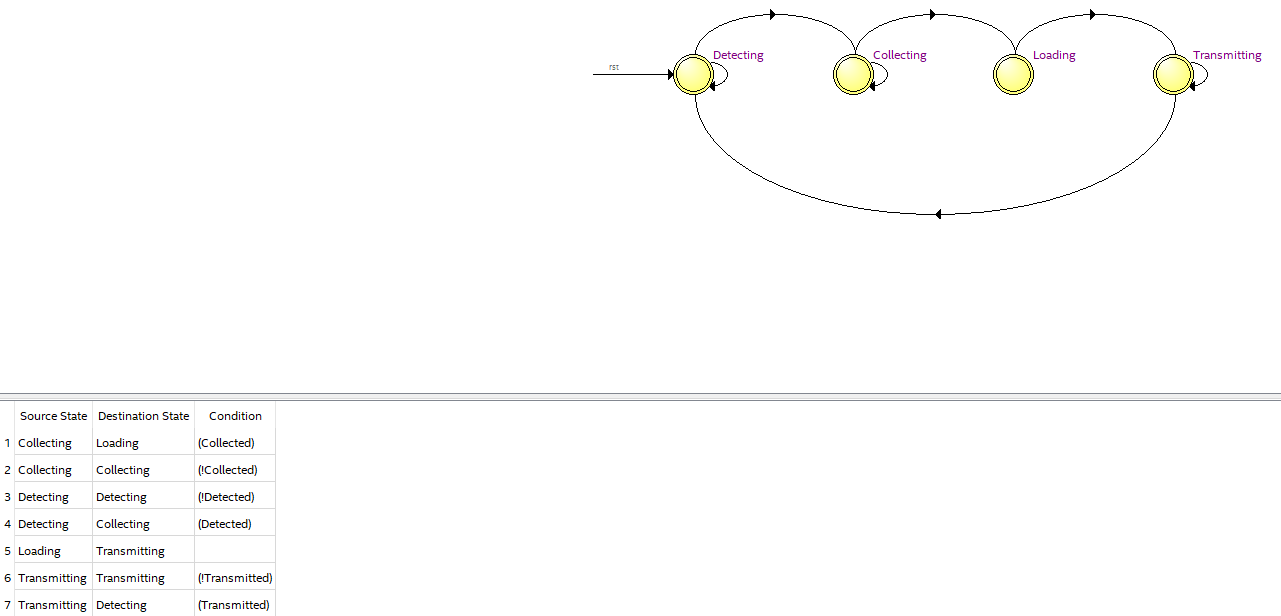 rst
Detecting
Collecting
Loading
Transmitting
Source State Destination State Condition
1 Collecting Loading (Collected)
2 Collecting Collecting (!Collected)
3 Detecting Detecting (!Detected)
4 Detecting Collecting (Detected)
5 Loading Transmitting
6 Transmitting Transmitting (!Transmitted)
7 Transmitting Detecting (Transmitted)